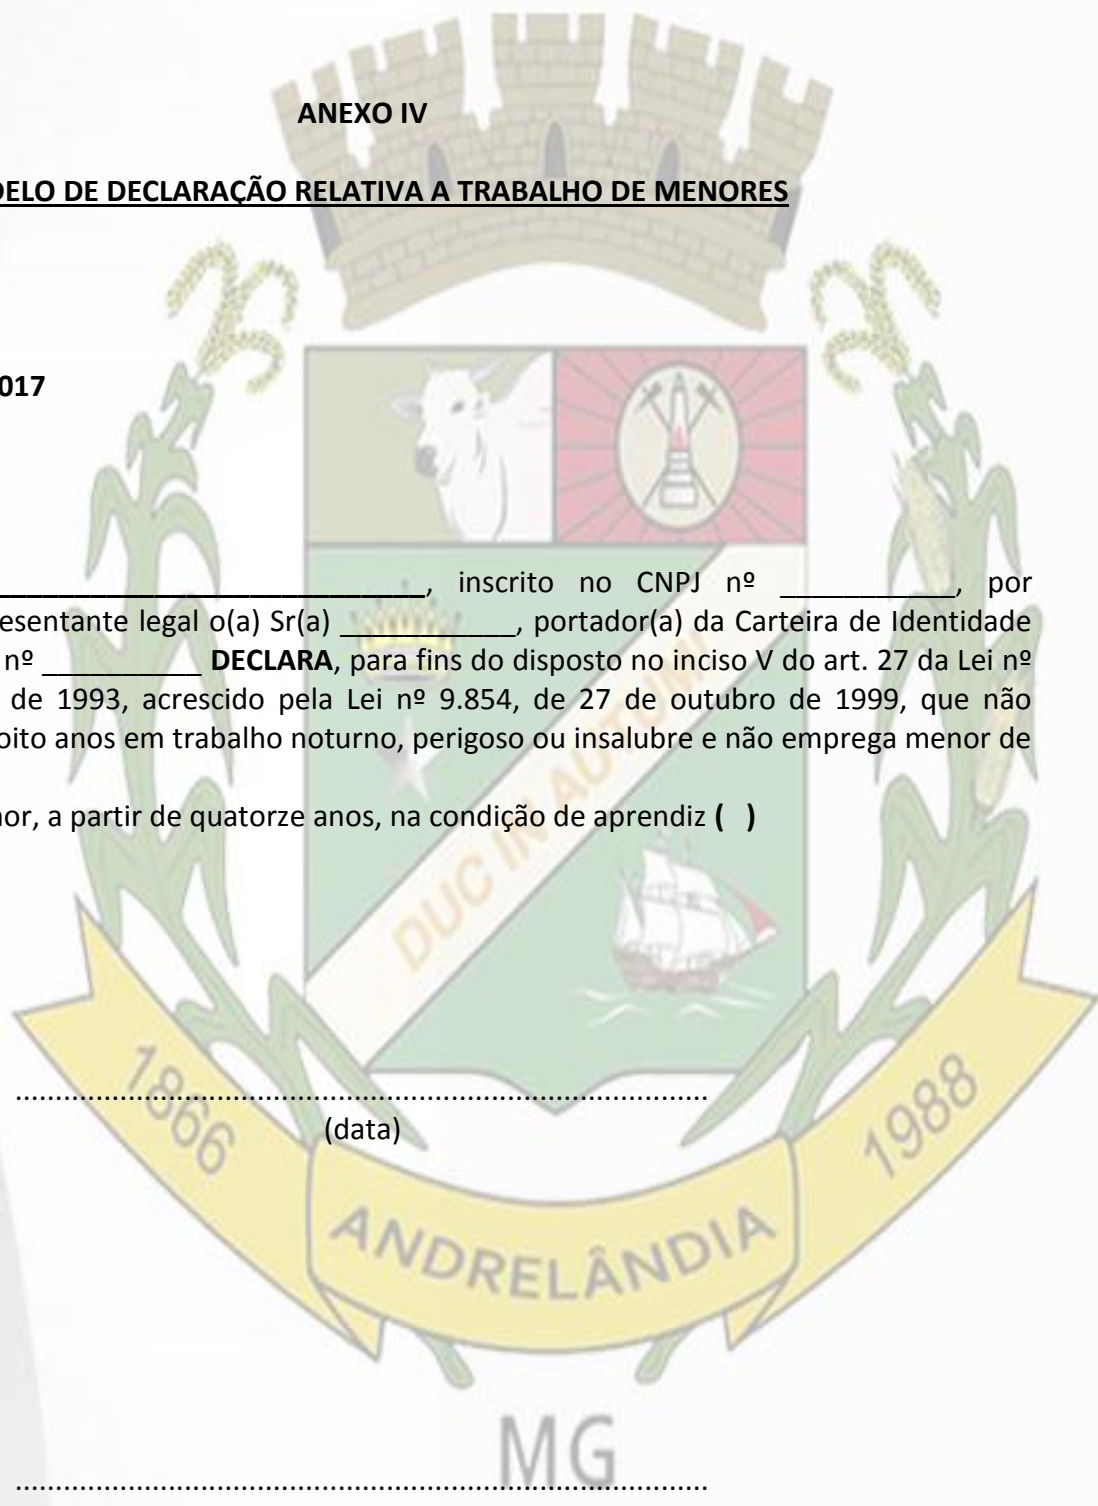 ANEXO IV
DELO DE DECLARAÇÃO RELATIVA A TRABALHO DE MENORES
017
____________________________, inscrito no CNPJ nº ___________, por
esentante legal o(a) Sr(a) ___________, portador(a) da Carteira de Identidade
nº __________ DECLARA, para fins do disposto no inciso V do art. 27 da Lei nº
de 1993, acrescido pela Lei nº 9.854, de 27 de outubro de 1999, que não
oito anos em trabalho noturno, perigoso ou insalubre e não emprega menor de
nor, a partir de quatorze anos, na condição de aprendiz ( )
DUC IN ALTUM
.......................................................................................
(data)
1866
ANDRELÂNDIA
1988
MG
.......................................................................................